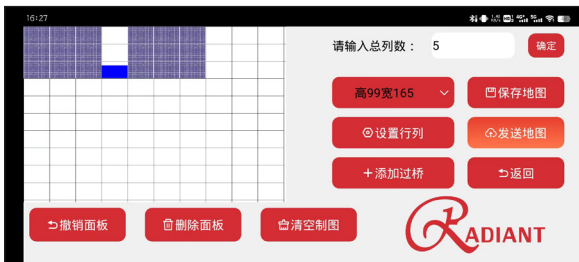 16:27
请输入总列数： 5 确定
高99宽165 保存地图
设置行列 发送地图
+添加过桥 返回
撤销面板 删除面板 清空制图
RADIANT